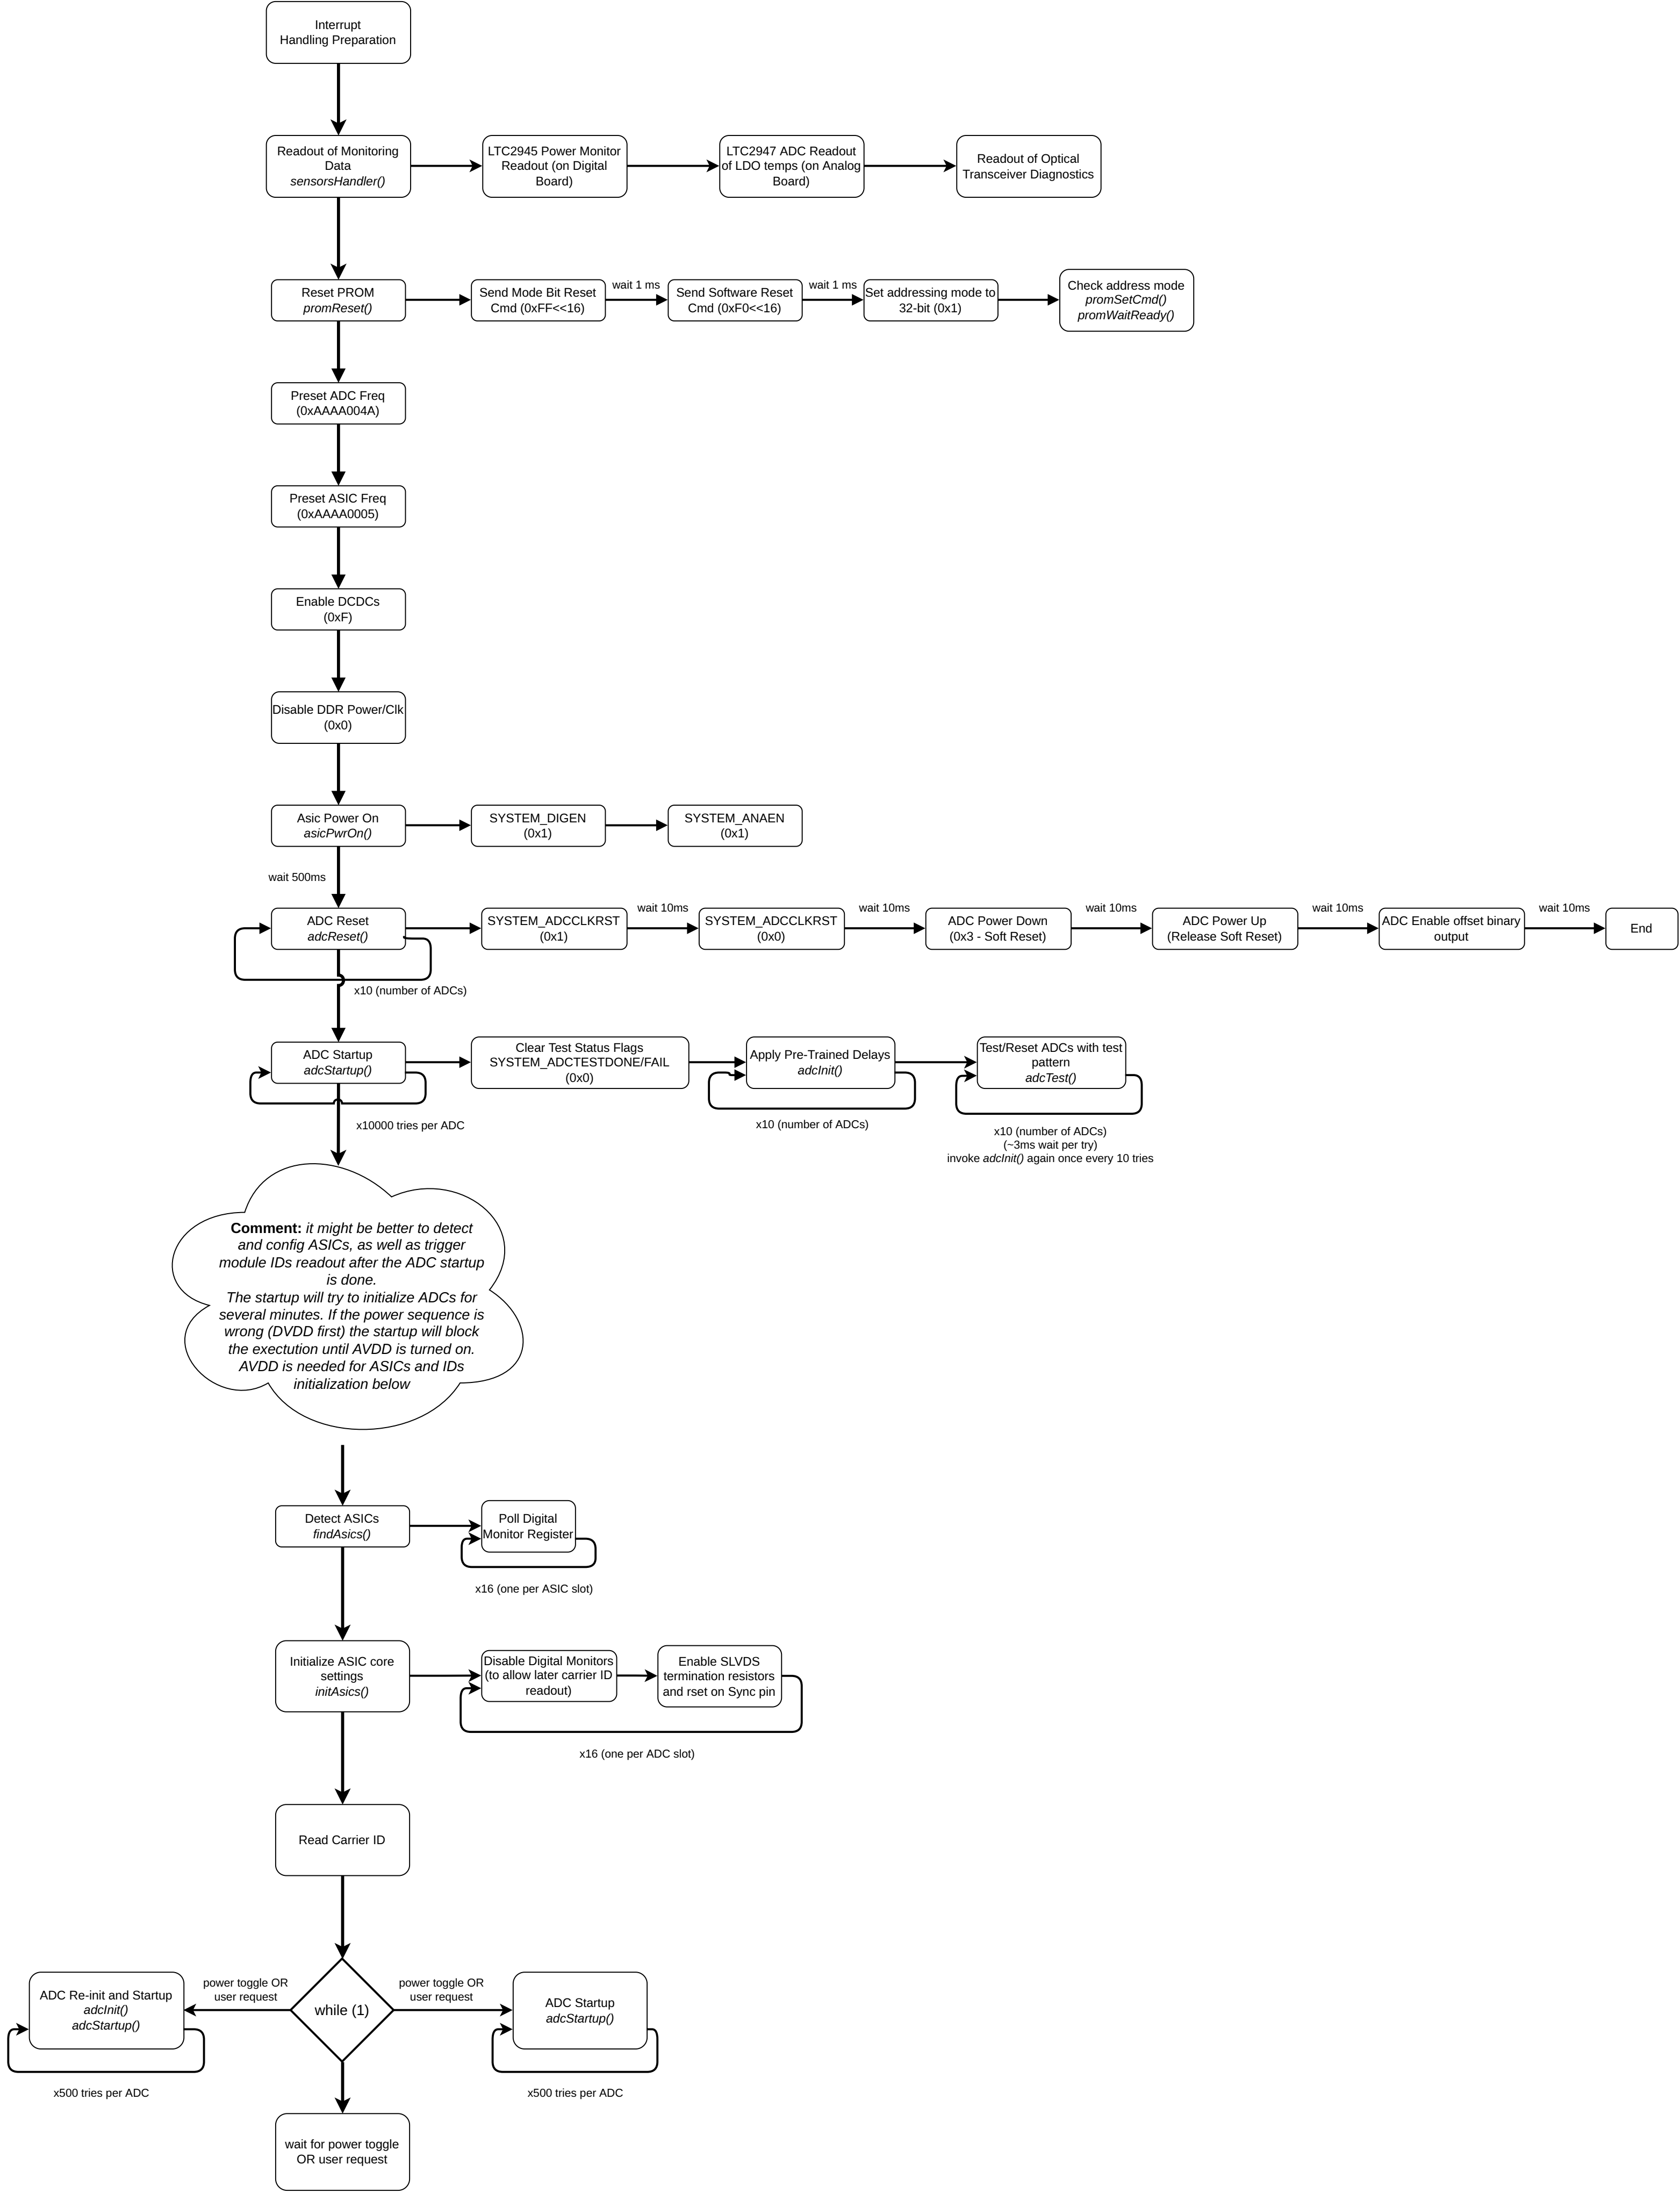 Interrupt
Handling Preparation
Readout of Monitoring
Data
sensorsHandler()
LTC2945 Power Monitor
Readout (on Digital
Board)
LTC2947 ADC Readout
of LDO temps (on Analog
Board)
Readout of Optical
Transceiver Diagnostics
Reset PROM
promReset()
Send Mode Bit Reset
Cmd (0xFF<<16)
wait 1 ms
Send Software Reset
Cmd (0xF0<<16)
wait 1 ms
Set addressing mode to
32-bit (0x1)
Check address mode
promSetCmd()
promWaitReady()
Preset ADC Freq
(0xAAAA004A)
Preset ASIC Freq
(0xAAAA0005)
Enable DCDCs
(0xF)
Disable DDR Power/Clk
(0x0)
Asic Power On
asicPwrOn()
SYSTEM_DIGEN
(0x1)
SYSTEM_ANAEN
(0x1)
wait 500ms
ADC Reset
adcReset()
x10 (number of ADCs)
SYSTEM_ADCCLKRST
(0x1)
wait 10ms
SYSTEM_ADCCLKRST
(0x0)
wait 10ms
ADC Power Down
(0x3 - Soft Reset)
wait 10ms
ADC Power Up
(Release Soft Reset)
wait 10ms
ADC Enable offset binary
output
wait 10ms
End
ADC Startup
adcStartup()
x10000 tries per ADC
Clear Test Status Flags
SYSTEM_ADCTESTDONE/FAIL
(0x0)
Apply Pre-Trained Delays
adcInit()
x10 (number of ADCs)
Test/Reset ADCs with test
pattern
adcTest()
x10 (number of ADCs)
(~3ms wait per try)
invoke adcInit() again once every 10 tries
Comment: it might be better to detect
and config ASICs, as well as trigger
module IDs readout after the ADC startup
is done.
The startup will try to initialize ADCs for
several minutes. If the power sequence is
wrong (DVDD first) the startup will block
the exectution until AVDD is turned on.
AVDD is needed for ASICs and IDs
initialization below
Detect ASICs
findAsics()
Poll Digital
Monitor Register
x16 (one per ASIC slot)
Initialize ASIC core
settings
initAsics()
Disable Digital Monitors
(to allow later carrier ID
readout)
Enable SLVDS
termination resistors
and rset on Sync pin
x16 (one per ADC slot)
Read Carrier ID
ADC Re-init and Startup
adcInit()
adcStartup()
x500 tries per ADC
power toggle OR
user request
while (1)
power toggle OR
user request
ADC Startup
adcStartup()
x500 tries per ADC
wait for power toggle
OR user request